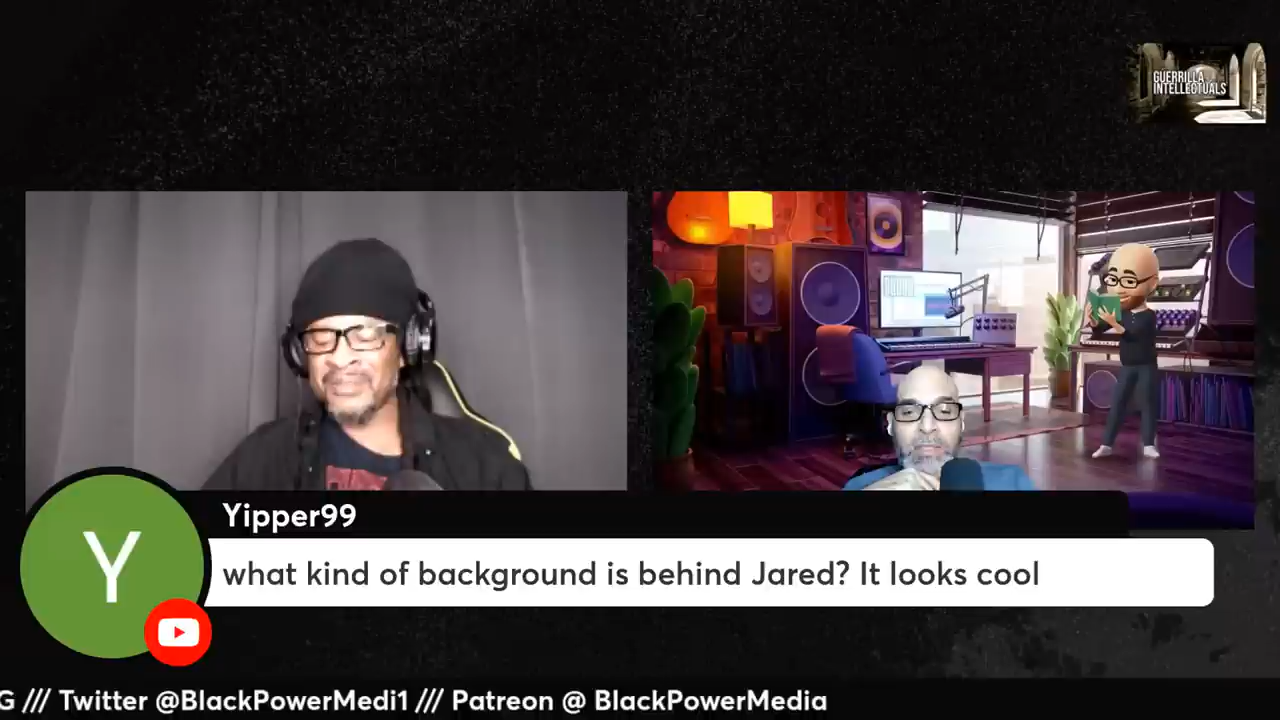 GUERRILLA
INTELLECTUALS
Yipper99
Y
what kind of background is behind Jared? It looks cool
G /// Twitter @BlackPowerMedi1 /// Patreon @ BlackPowerMedia